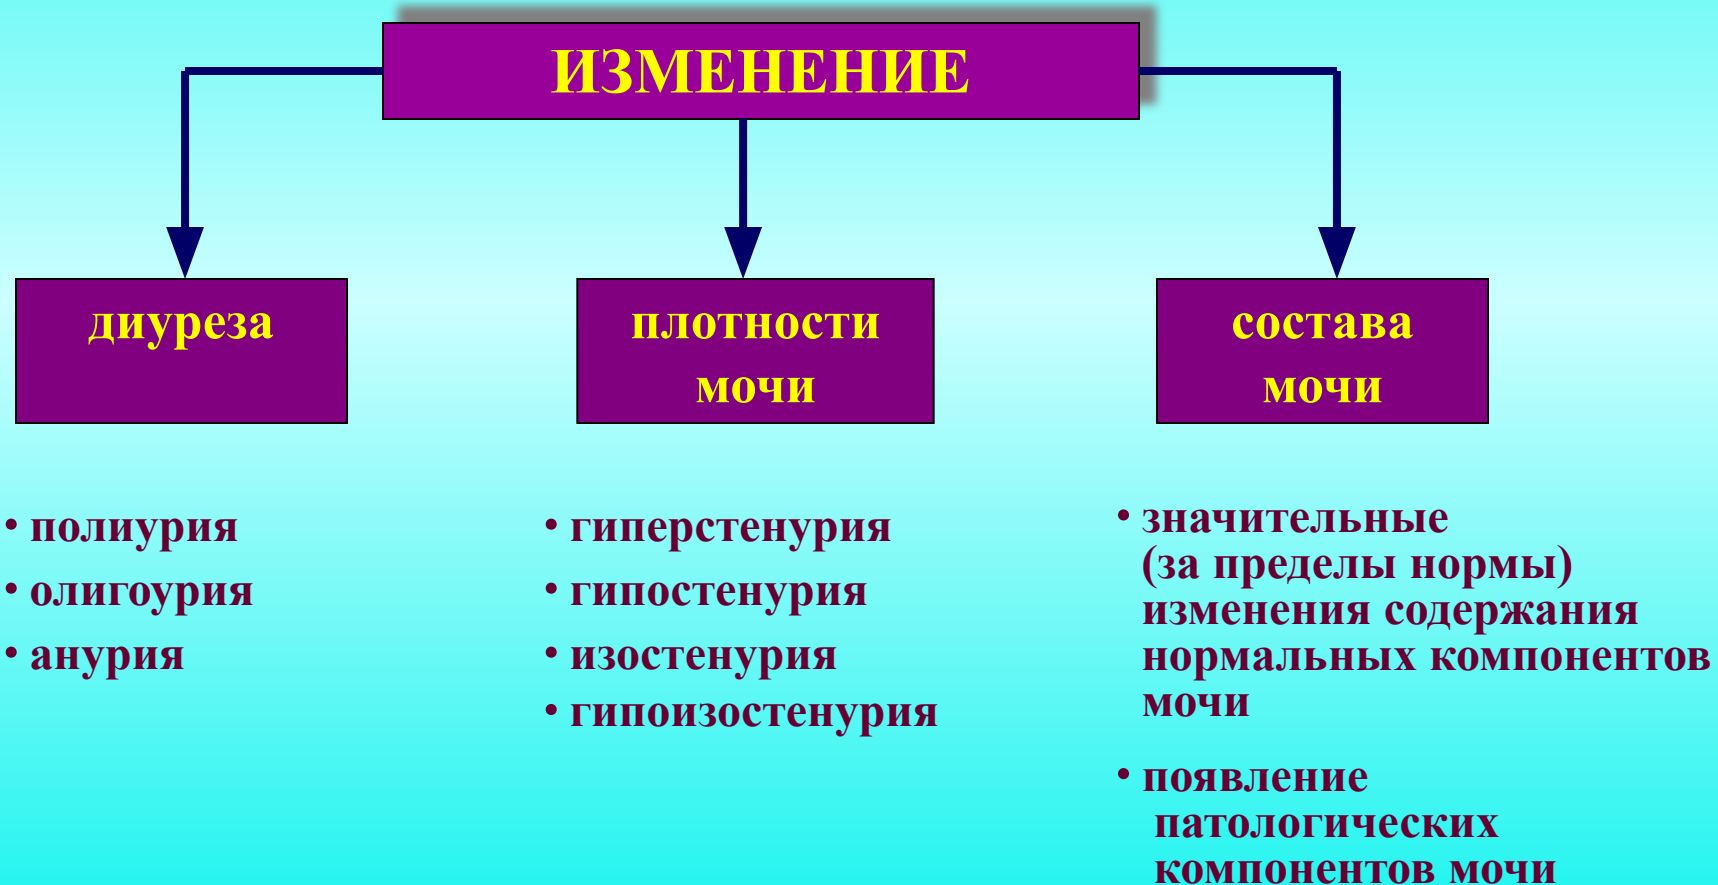 ИЗМЕНЕНИЕ
диуреза
• полиурия
• олигоурия
• анурия
плотности
мочи
• гиперстенурия
• гипостенурия
• изостенурия
• гипоизостенурия
состава
мочи
• значительные
(за пределы нормы)
изменения содержания
нормальных компонентов
мочи
• появление
патологических
компонентов мочи